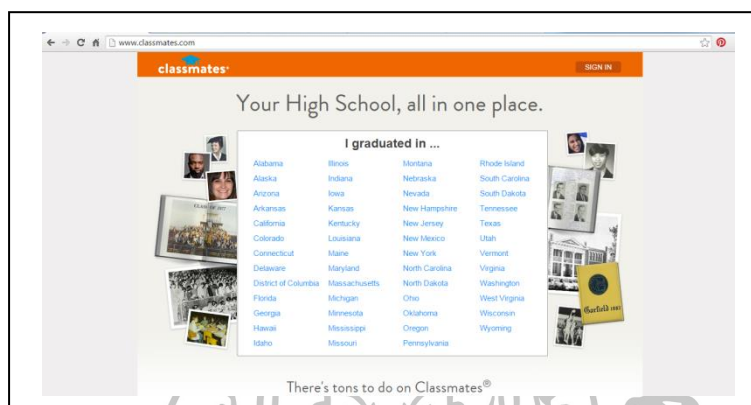 www.classmates.com
classmates
SIGN IN
Your High School, all in one place.
I graduated in ...
Alabama Illinois Montana Rhode Island
Alaska Indiana Nebraska South Carolina
Arizona Iowa Nevada South Dakota
Arkansas Kansas New Hampshire Tennessee
California Kentucky New Jersey Texas
Colorado Louisiana New Mexico Utah
Connecticut Maine New York Vermont
Delaware Maryland North Carolina Virginia
District of Columbia Massachusetts North Dakota Washington
Florida Michigan Ohio West Virginia
Georgia Minnesota Oklahoma Wisconsin
Hawaii Mississippi Oregon Wyoming
Idaho Missouri Pennsylvania
CLASS OF
Garfield
There's tons to do on Classmates®